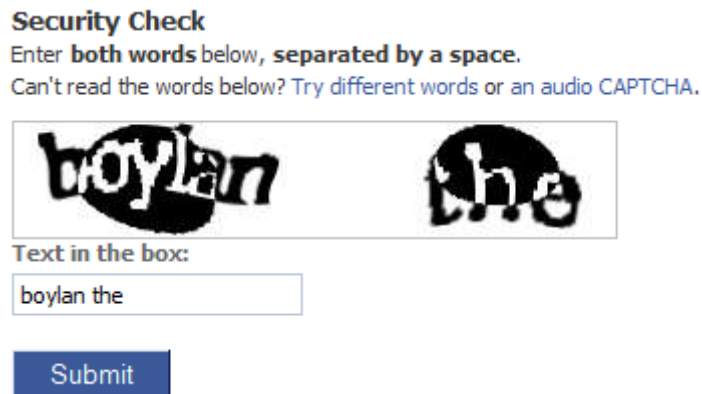 Security Check
Enter both words below, separated by a space.
Can't read the words below? Try different words or an audio CAPTCHA.
boylan the
Text in the box:
boylan the
Submit